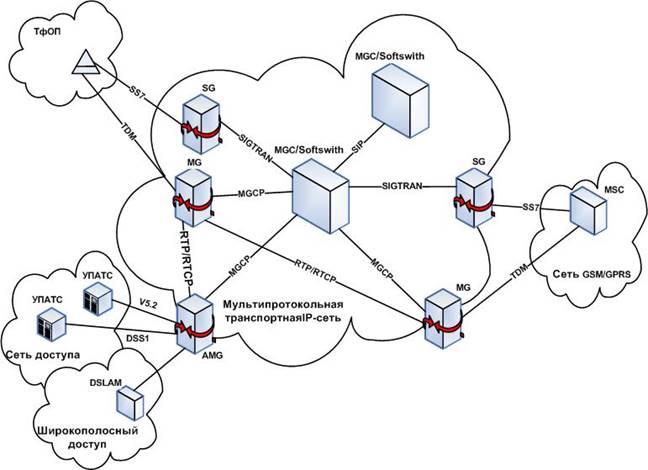 ТфОП
MGC/Softswith
SG
SS7
TDM
SIGTRAN
SIP
MGC/Softswith
MG
MGCP
SIGTRAN
SG
SS7
MSC
TDM
Сеть GSM/GPRS
RTP/RTCP
MGCP
RTP/RTCP
MGCP
MG
УПАТС
V5.2
УПАТС
DSS1
Сеть доступа
AMG
Мультипротокольная
транспортнаяIP-сеть
DSLAM
Широкополосный
доступ